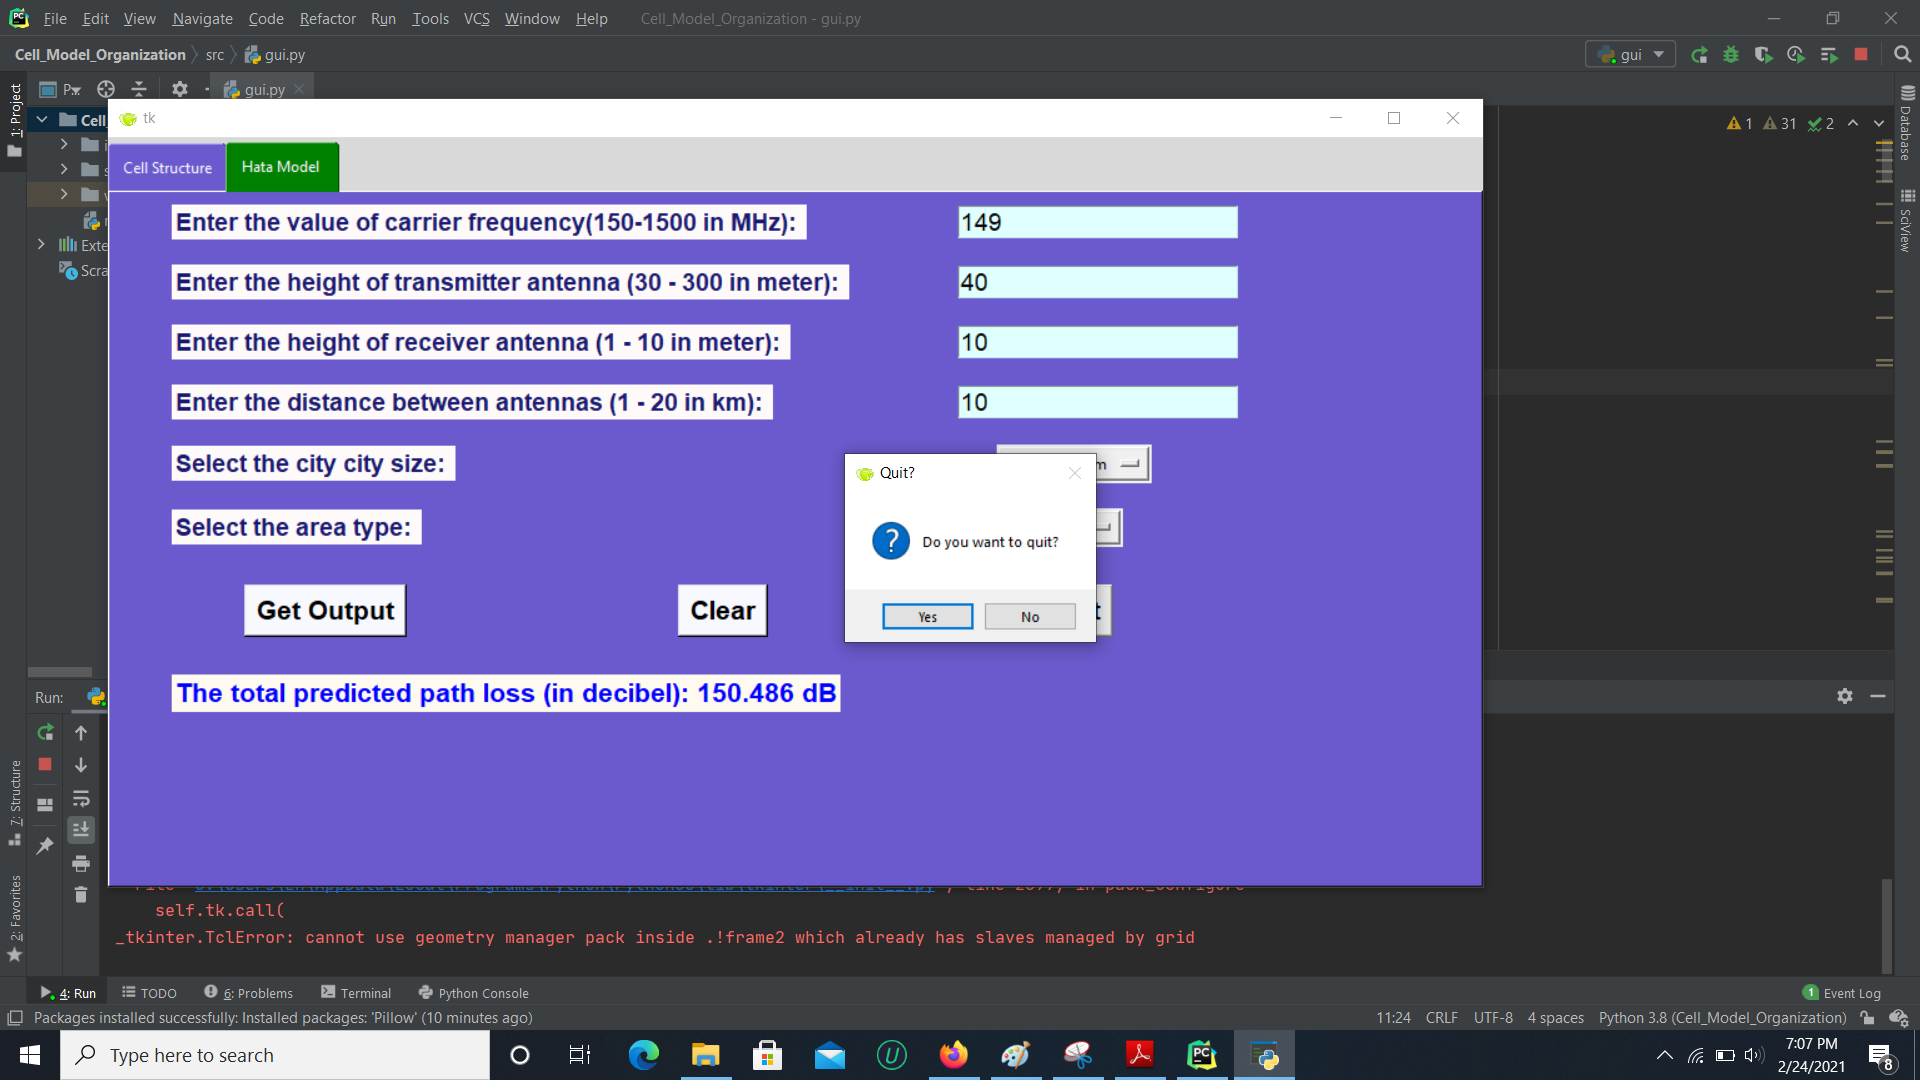 File Edit View Navigate Code Refactor Run Tools VCS Window Help Cell_Model_Organization - gui.py
Cell_Model_Organization src gui.py
gui
1: Project
P...
gui.py
1 31 2
Database
SciView
Cell_
Exte
Scra
tk
Cell Structure Hata Model
Enter the value of carrier frequency(150-1500 in MHz): 149
Enter the height of transmitter antenna (30 - 300 in meter): 40
Enter the height of receiver antenna (1 - 10 in meter): 10
Enter the distance between antennas (1 - 20 in km): 10
Select the city city size: m
Select the area type:
Quit?
Do you want to quit?
Yes No
Get Output Clear t
The total predicted path loss (in decibel): 150.486 dB
Run:
7: Structure
2: Favorites
self.tk.call(
_tkinter.TclError: cannot use geometry manager pack inside .!frame2 which already has slaves managed by grid
4: Run TODO 6: Problems Terminal Python Console 1 Event Log
Packages installed successfully: Installed packages: 'Pillow' (10 minutes ago) 11:24 CRLF UTF-8 4 spaces Python 3.8 (Cell_Model_Organization)
Type here to search
7:07 PM
2/24/2021
8